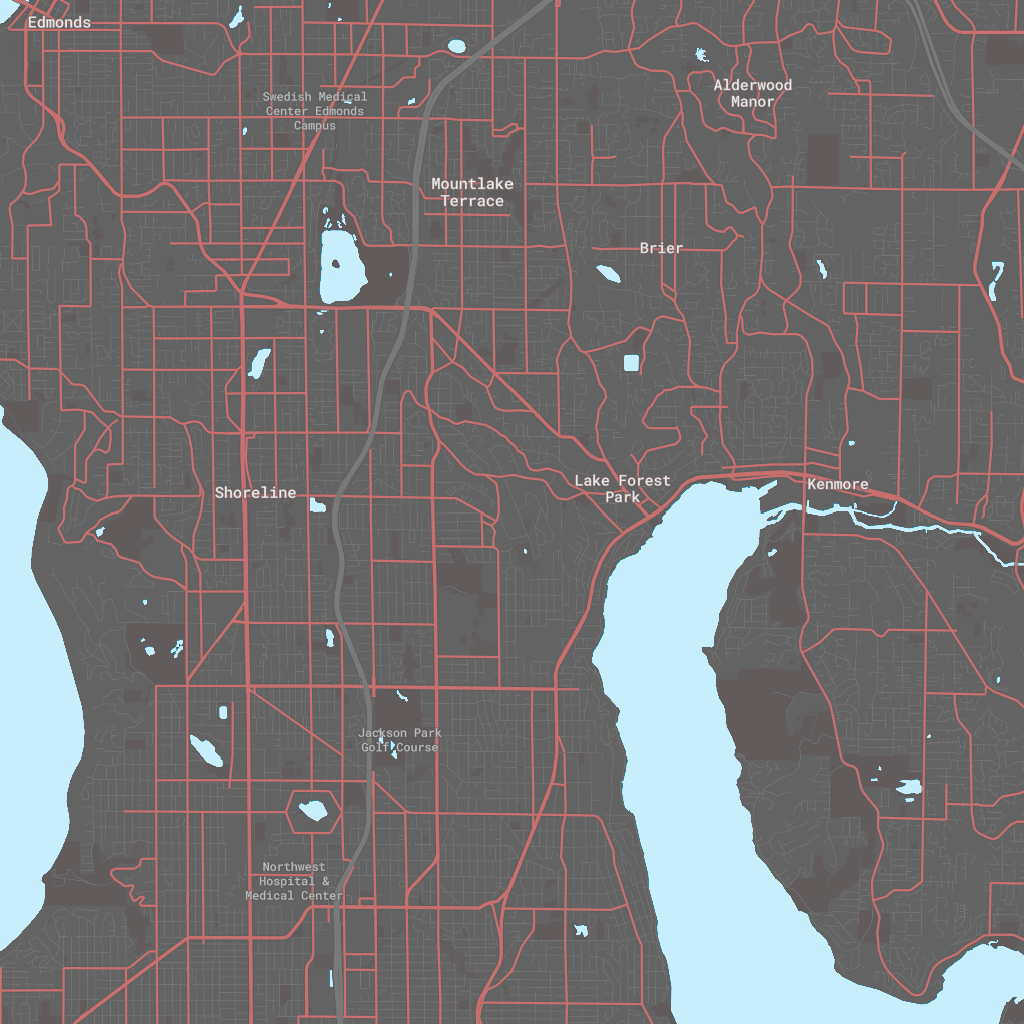 Edmonds
Alderwood
Manor
Swedish Medical
Center Edmonds
Campus
Mountlake
Terrace
Brier
Lake Forest
Park
Kenmore
Shoreline
Jackson Park
Golf Course
Northwest
Hospital &
Medical Center